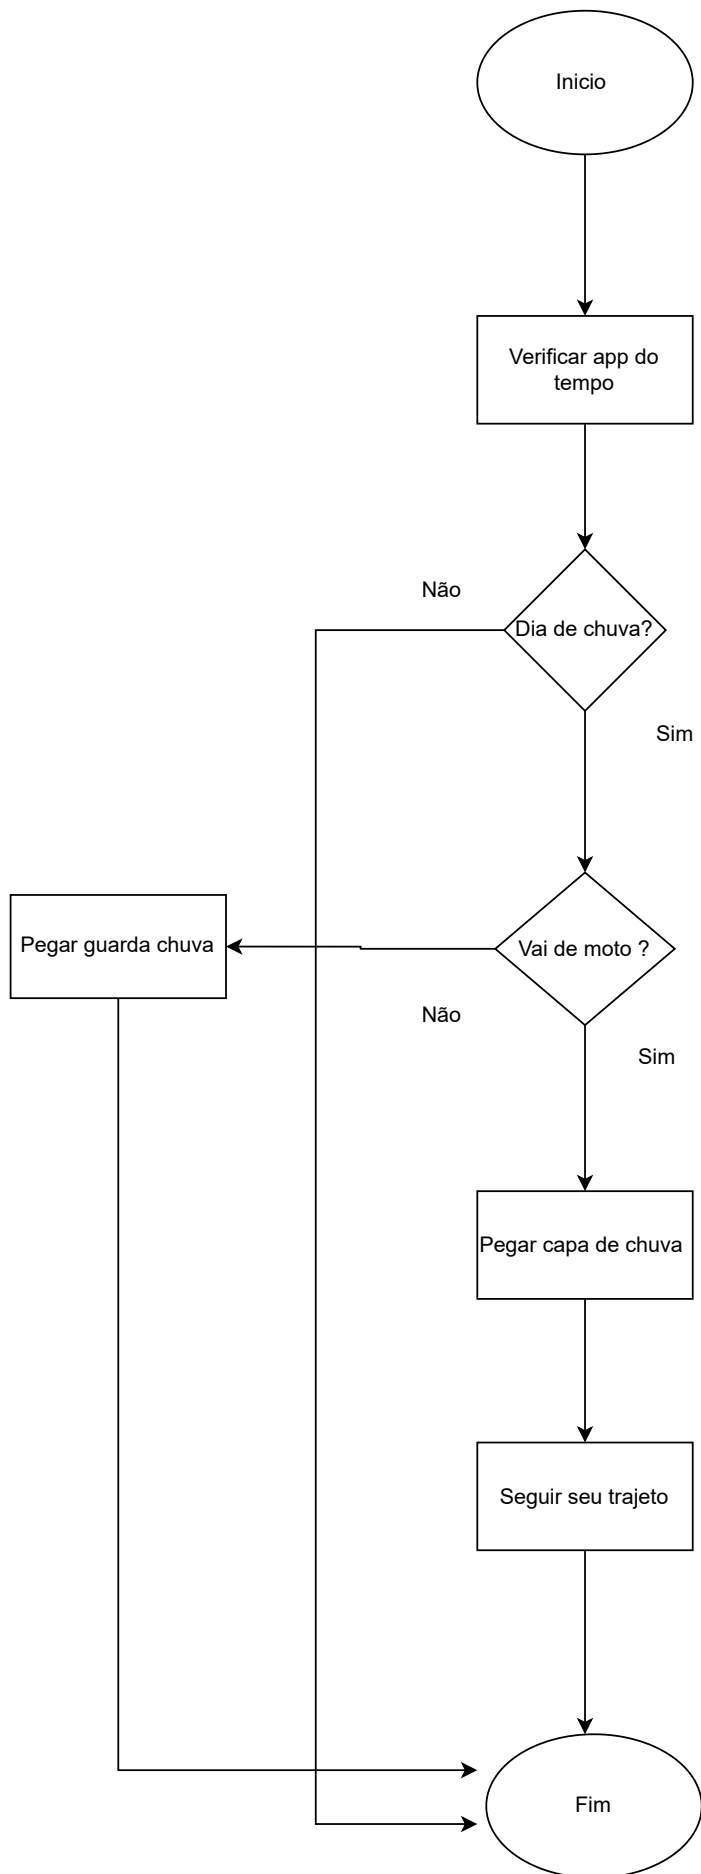 Inicio
Verificar app do
tempo
Não
Dia de chuva?
Sim
Pegar guarda chuva
Vai de moto ?
Não
Sim
Pegar capa de chuva
Seguir seu trajeto
Fim